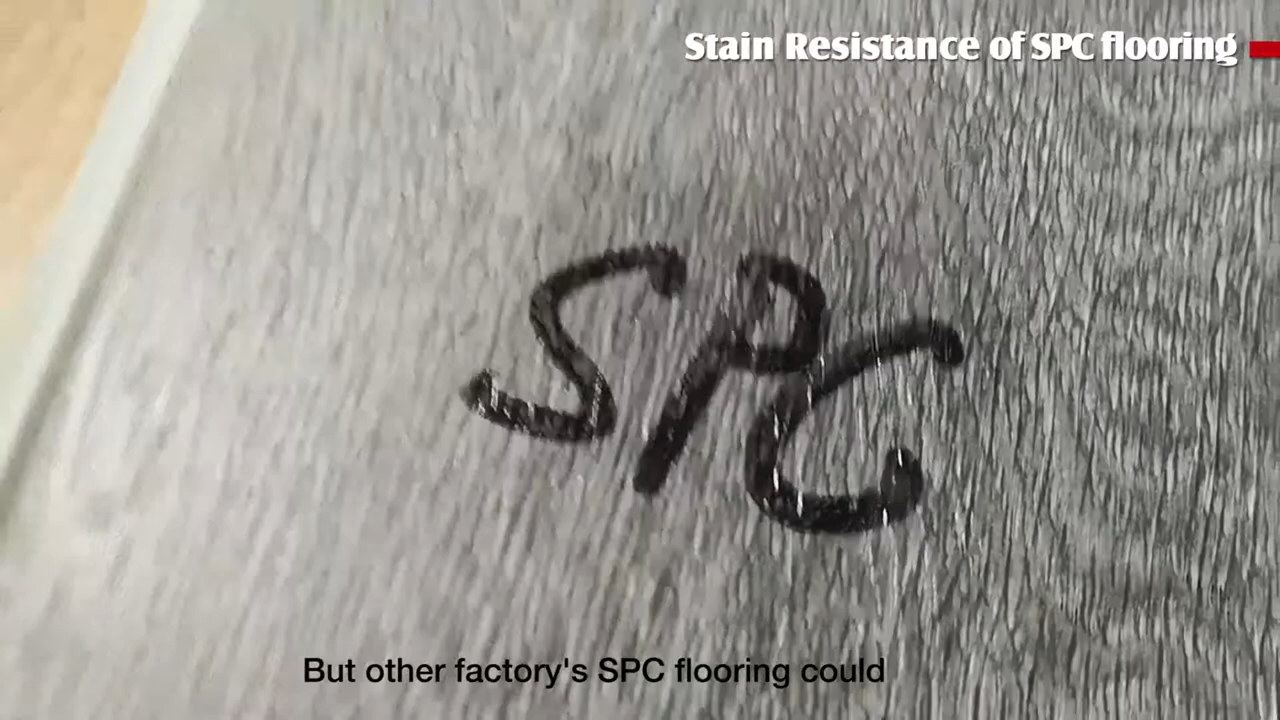 Stain Resistance of SPC flooring
SPC
But other factory's SPC flooring could